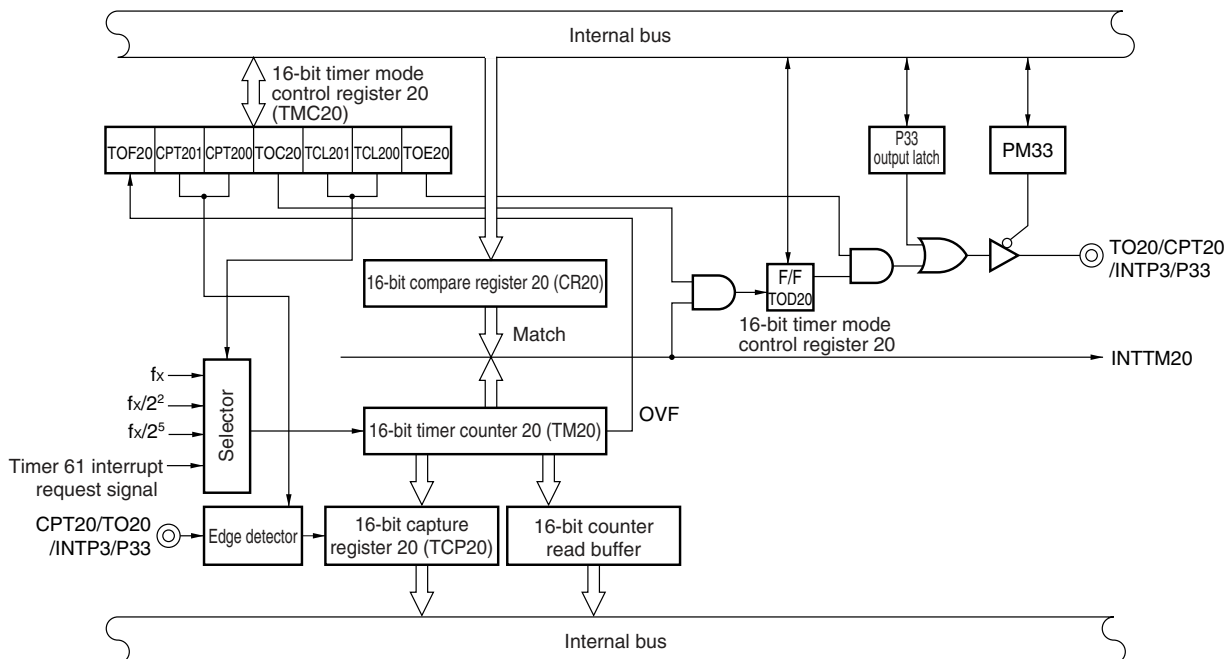 Internal bus
16-bit timer mode
control register 20
(TMC20)
TOF20 CPT201 CPT200 TOC20 TCL201 TCL200 TOE20
P33
output latch
PM33
TO20/CPT20
/INTP3/P33
16-bit compare register 20 (CR20)
F/F
TOD20
16-bit timer mode
control register 20
Match
INTTM20
fX
fX/2²
fX/2⁵
Timer 61 interrupt
request signal
Selector
16-bit timer counter 20 (TM20)
OVF
CPT20/TO20
/INTP3/P33
Edge detector
16-bit capture
register 20 (TCP20)
16-bit counter
read buffer
Internal bus